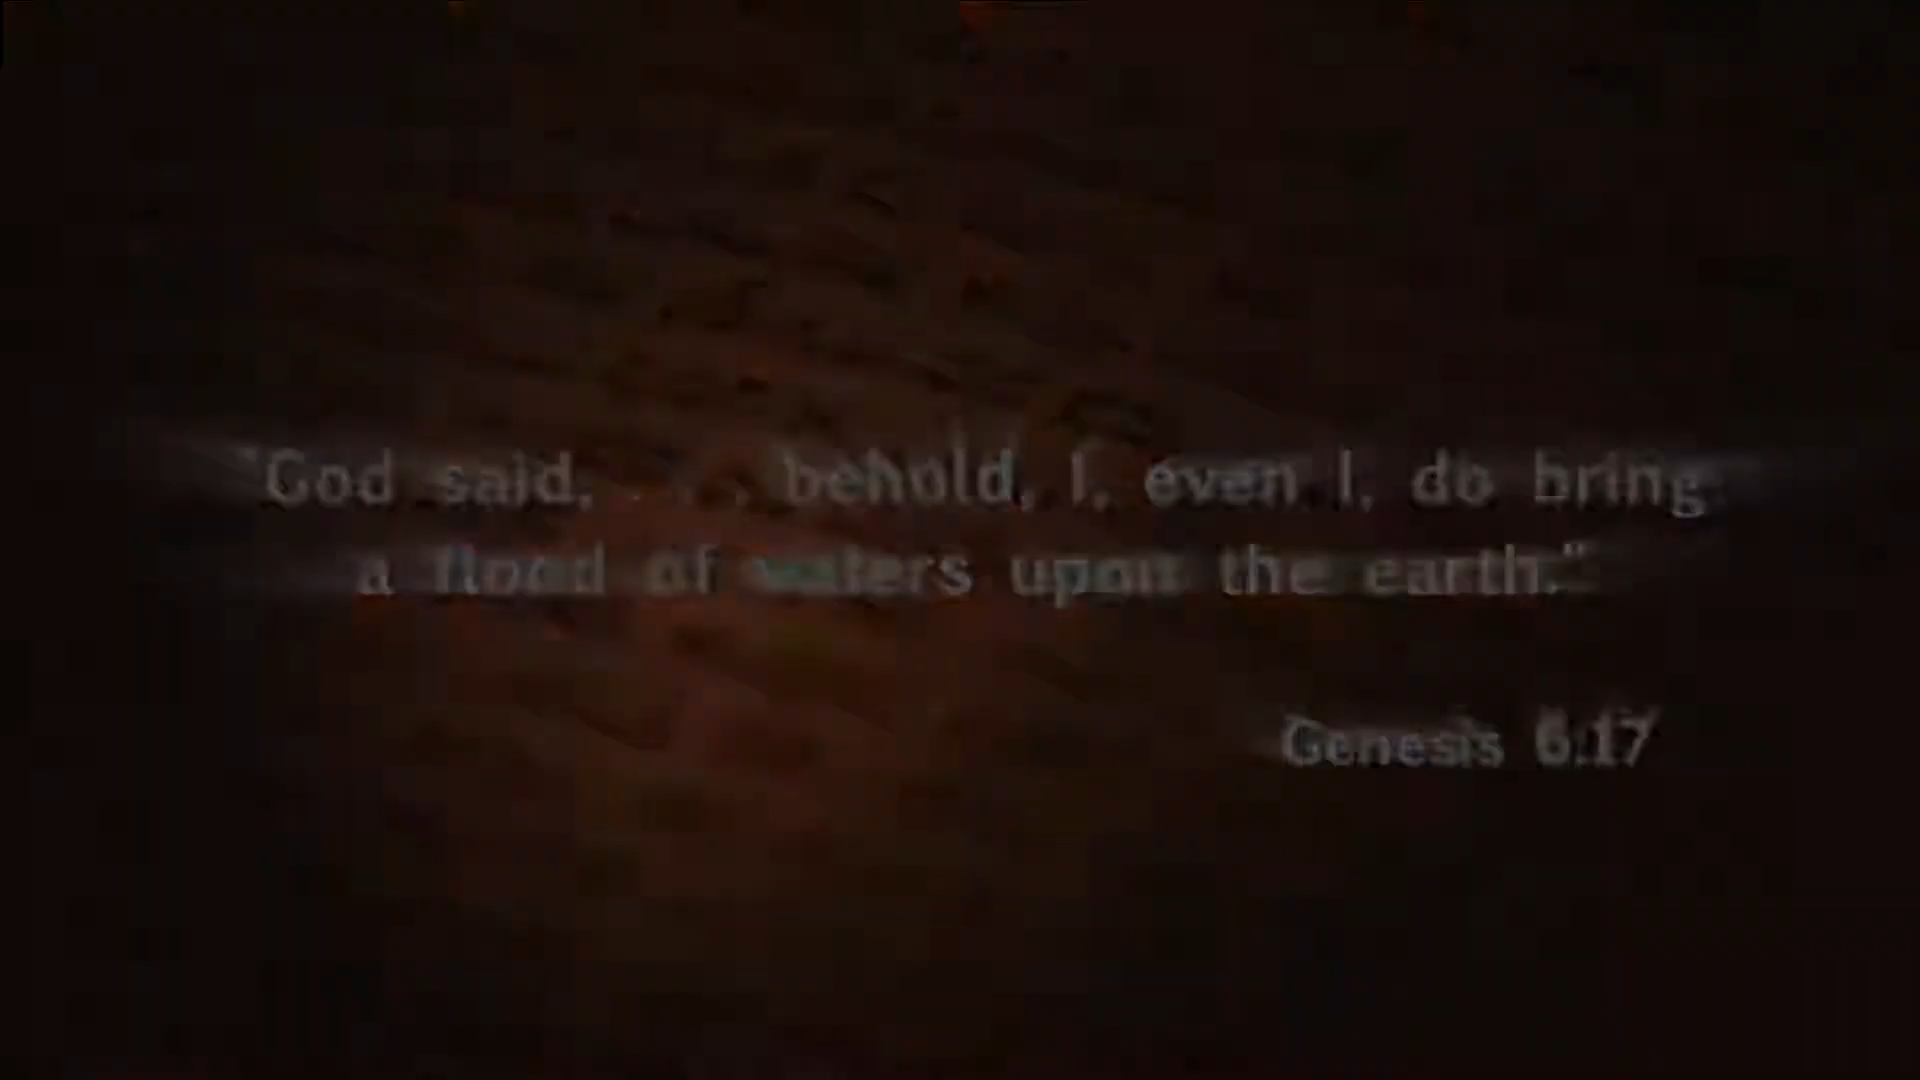 "God said, . . . behold, I, even I, do bring
a flood of waters upon the earth."
Genesis 6:17